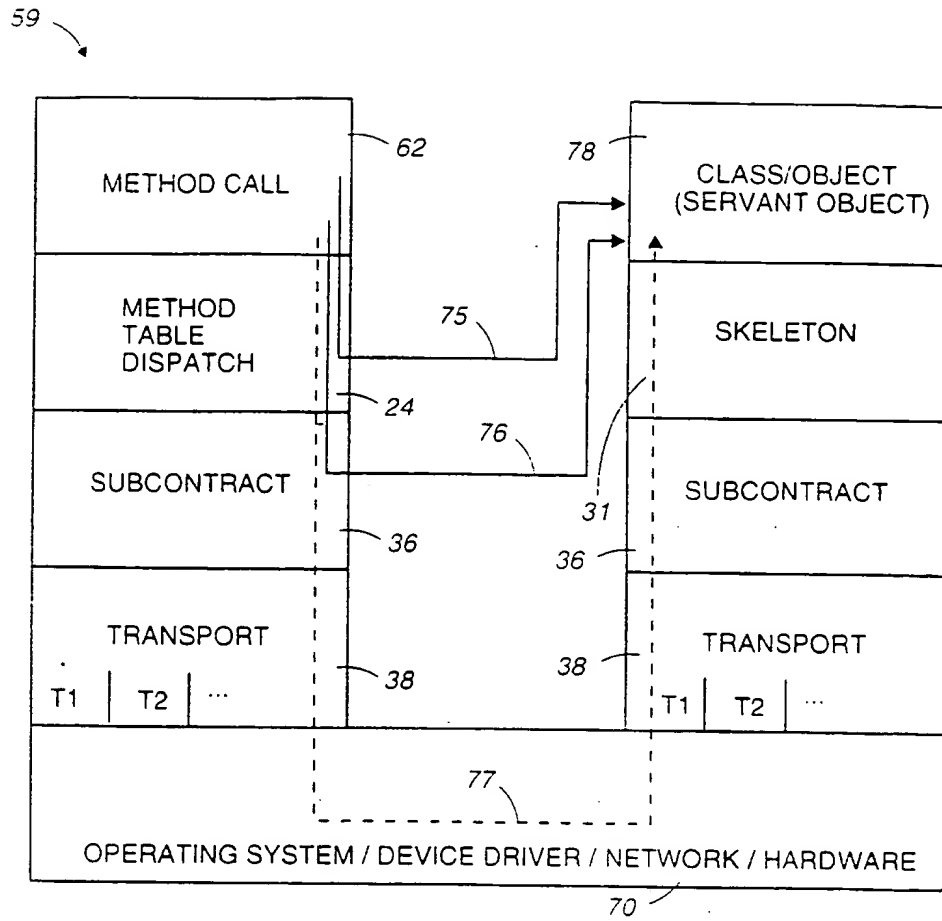 59
METHOD CALL
62
78
CLASS/OBJECT
(SERVANT OBJECT)
METHOD
TABLE
DISPATCH
24
75
SKELETON
31
SUBCONTRACT
36
76
SUBCONTRACT
36
TRANSPORT
38
T1
T2
...
TRANSPORT
38
T1
T2
...
77
OPERATING SYSTEM / DEVICE DRIVER / NETWORK / HARDWARE
70